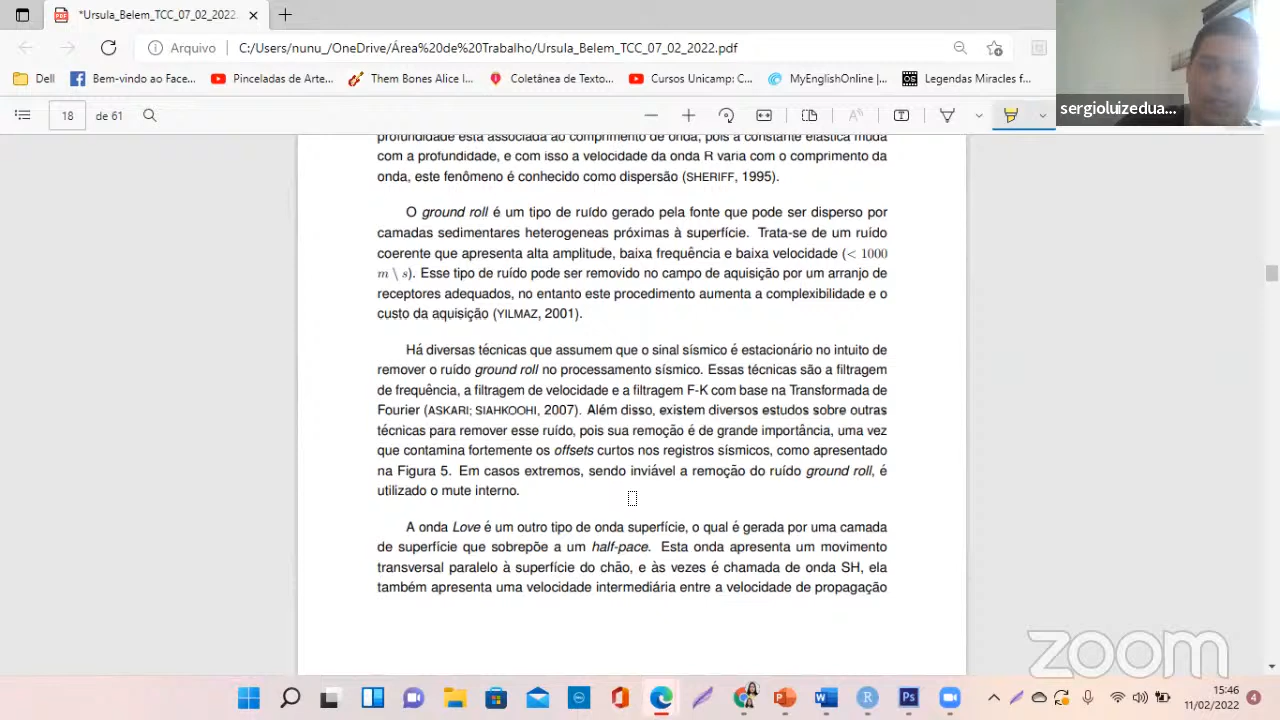 *Ursula_Belem_TCC_07_02_2022.
Arquivo
C:/Users/nunu_/OneDrive/Área%20de%20Trabalho/Ursula_Belem_TCC_07_02_2022.pdf
Dell
Bem-vindo ao Face...
Pinceladas de Arte...
Them Bones Alice I...
Coletânea de Texto...
Cursos Unicamp: C...
MyEnglishOnline |...
Legendas Miracles f...
sergioluizedua...
18 de 61
profundidade está associada ao comprimento de onda, pois a constante elástica muda
com a profundidade, e com isso a velocidade da onda R varia com o comprimento da
onda, este fenômeno é conhecido como dispersão (SHERIFF, 1995).
O ground roll é um tipo de ruído gerado pela fonte que pode ser disperso por
camadas sedimentares heterogeneas próximas à superfície. Trata-se de um ruído
coerente que apresenta alta amplitude, baixa frequência e baixa velocidade (< 1000
m \ s). Esse tipo de ruído pode ser removido no campo de aquisição por um arranjo de
receptores adequados, no entanto este procedimento aumenta a complexibilidade e o
custo da aquisição (YILMAZ, 2001).
Há diversas técnicas que assumem que o sinal sísmico é estacionário no intuito de
remover o ruído ground roll no processamento sísmico. Essas técnicas são a filtragem
de frequência, a filtragem de velocidade e a filtragem F-K com base na Transformada de
Fourier (ASKARI; SIAHKOOHI, 2007). Além disso, existem diversos estudos sobre outras
técnicas para remover esse ruído, pois sua remoção é de grande importância, uma vez
que contamina fortemente os offsets curtos nos registros sísmicos, como apresentado
na Figura 5. Em casos extremos, sendo inviável a remoção do ruído ground roll, é
utilizado o mute interno.
A onda Love é um outro tipo de onda superfície, o qual é gerada por uma camada
de superfície que sobrepõe a um half-pace. Esta onda apresenta um movimento
transversal paralelo à superfície do chão, e às vezes é chamada de onda SH, ela
também apresenta uma velocidade intermediária entre a velocidade de propagação
zoom
15:46
11/02/2022
4